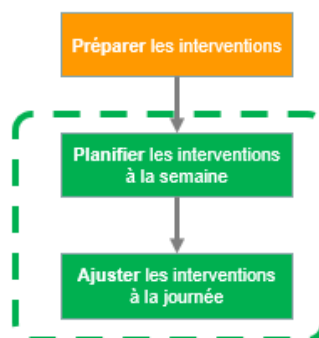 Préparer les interventions
Planifier les interventions
à la semaine
Ajuster les interventions
à la journée